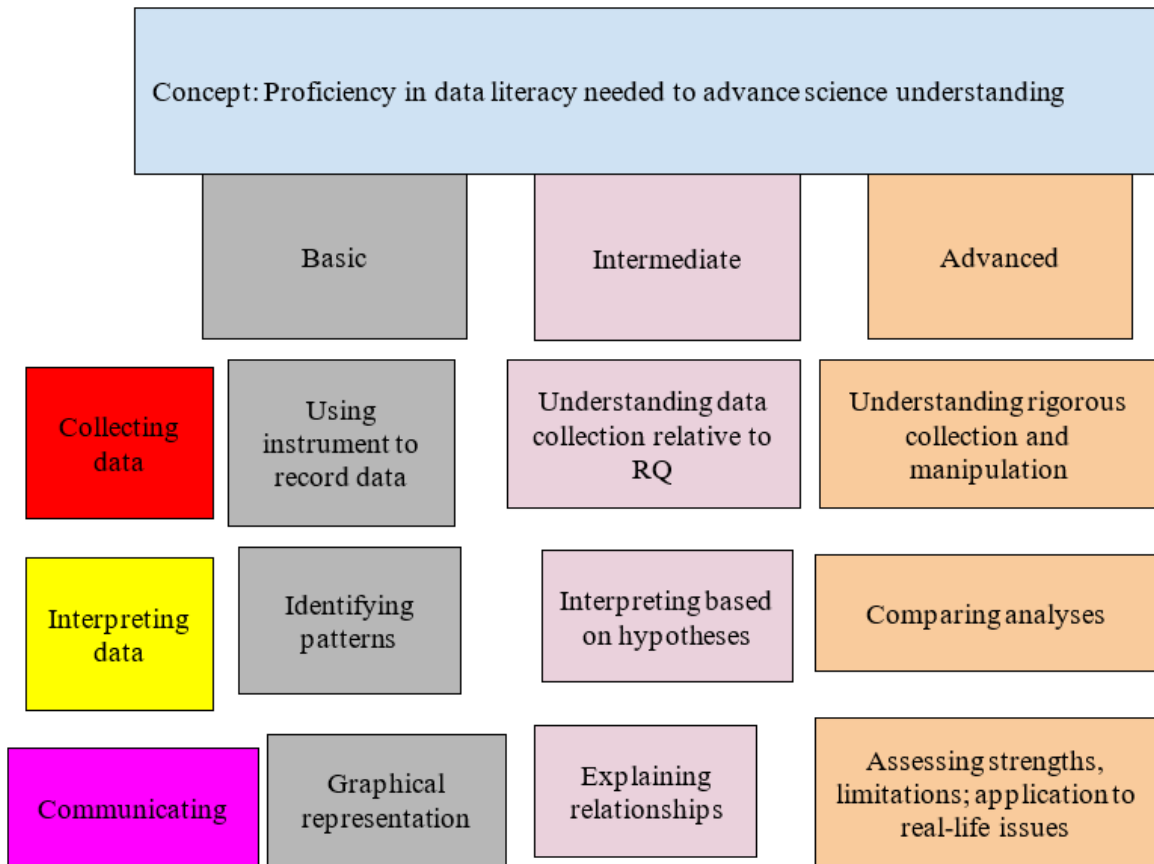 Concept: Proficiency in data literacy needed to advance science understanding
Basic
Intermediate
Advanced
Collecting
data
Using
instrument to
record data
Understanding data
collection relative to
RQ
Understanding rigorous
collection and
manipulation
Interpreting
data
Identifying
patterns
Interpreting based
on hypotheses
Comparing analyses
Communicating
Graphical
representation
Explaining
relationships
Assessing strengths,
limitations; application to
real-life issues